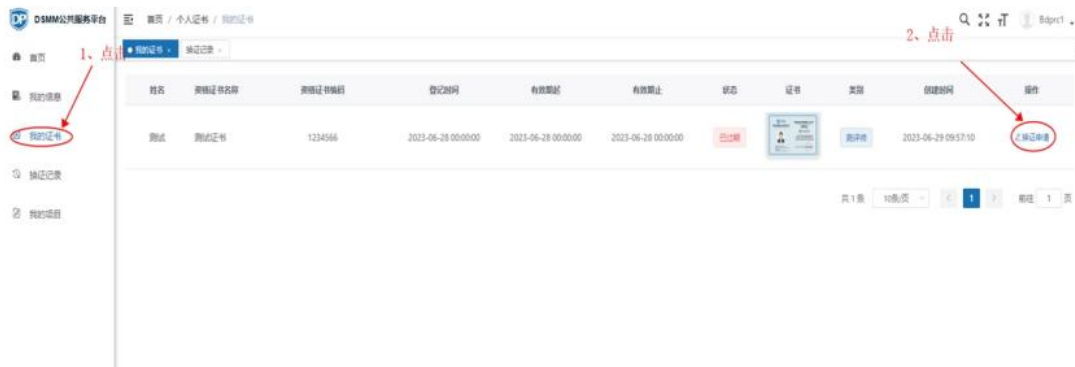 DP DSMM公共服务平台
首页 / 个人证书 / 我的证书
Bdprc1
2、点击
1、点击
我的证书 ×
换证记录 ×
首页
我的信息
我的证书
换证记录
我的项目
姓名 资格证书名称 资格证书编码 登记时间 有效期起 有效期止 状态 证书 类别 创建时间 操作
测试 测试证书 1234566 2023-06-28 00:00:00 2023-06-28 00:00:00 2023-06-28 00:00:00 已过期 测评师 2023-06-29 09:57:10 换证申请
共 1 条 10条/页 < 1 > 前往 1 页